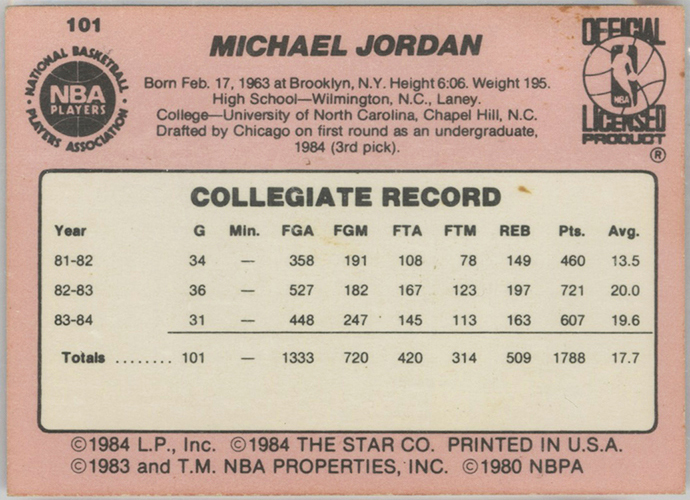 101
MICHAEL JORDAN
NATIONAL BASKETBALL
NBA
PLAYERS
PLAYERS ASSOCIATION
OFFICIAL
NBA
LICENSED
PRODUCT
®
Born Feb. 17, 1963 at Brooklyn, N.Y. Height 6:06. Weight 195.
High School—Wilmington, N.C., Laney.
College—University of North Carolina, Chapel Hill, N.C.
Drafted by Chicago on first round as an undergraduate,
1984 (3rd pick).
COLLEGIATE RECORD
Year G Min. FGA FGM FTA FTM REB Pts. Avg.
81-82 34 — 358 191 108 78 149 460 13.5
82-83 36 — 527 182 167 123 197 721 20.0
83-84 31 — 448 247 145 113 163 607 19.6
Totals ........ 101 — 1333 720 420 314 509 1788 17.7
©1984 L.P., Inc. ©1984 THE STAR CO. PRINTED IN U.S.A.
©1983 and T.M. NBA PROPERTIES, INC. ©1980 NBPA